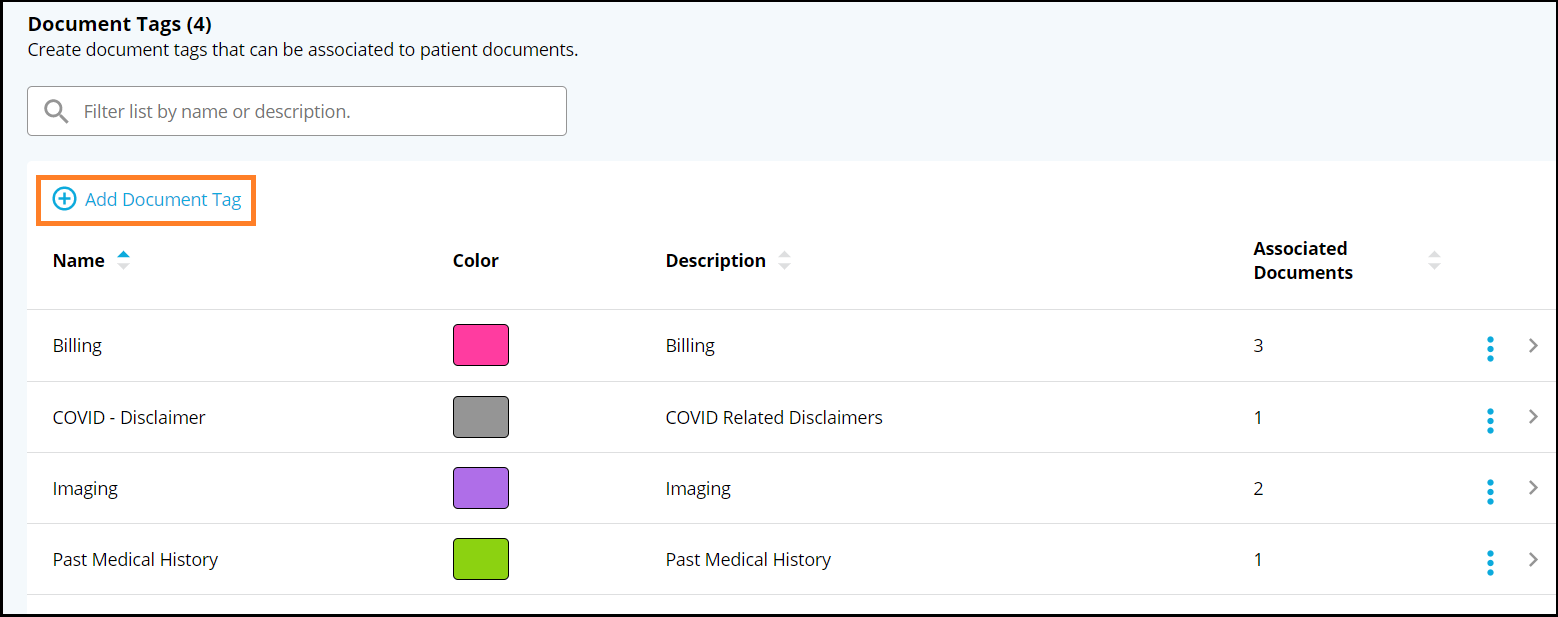 Document Tags (4)
Create document tags that can be associated to patient documents.
Filter list by name or description.
Add Document Tag
Name Color Description Associated Documents
Billing Billing 3
COVID - Disclaimer COVID Related Disclaimers 1
Imaging Imaging 2
Past Medical History Past Medical History 1